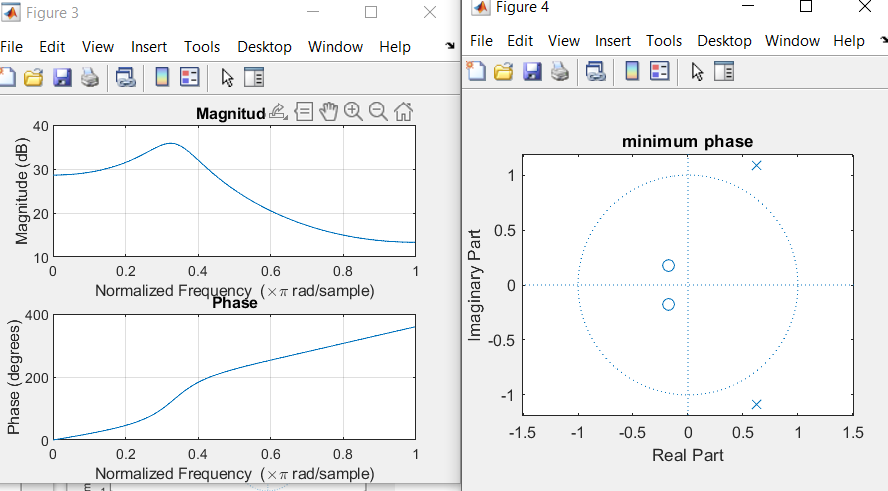 Figure 3
File Edit View Insert Tools Desktop Window Help
Magnitud
40
30
20
10
Magnitude (dB)
0 0.2 0.4 0.6 0.8 1
Normalized Frequency (×π rad/sample)
Phase
400
200
0
Phase (degrees)
0 0.2 0.4 0.6 0.8 1
Normalized Frequency (×π rad/sample)
Figure 4
File Edit View Insert Tools Desktop Window Help
minimum phase
1
0.5
0
-0.5
-1
Imaginary Part
-1.5 -1 -0.5 0 0.5 1 1.5
Real Part